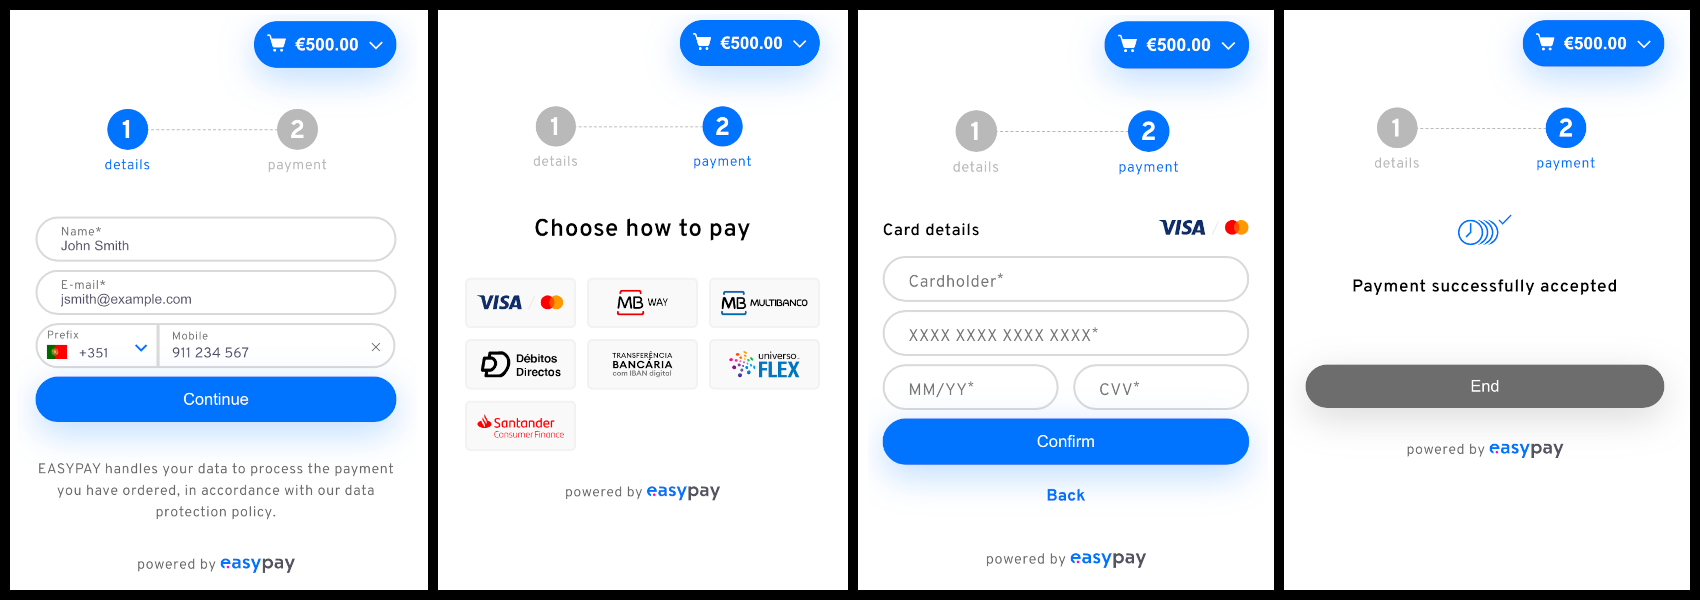 €500.00
1
2
details
payment
Name*
John Smith
E-mail*
jsmith@example.com
Prefix
+351
Mobile
911 234 567
Continue
EASYPAY handles your data to process the payment
you have ordered, in accordance with our data
protection policy.
powered by easypay
€500.00
1
2
details
payment
Choose how to pay
VISA
MB WAY
MB MULTIBANCO
Débitos
Directos
TRANSFERÊNCIA
BANCÁRIA
com IBAN digital
universo
FLEX
Santander
Consumer Finance
powered by easypay
€500.00
1
2
details
payment
Card details
VISA
Cardholder*
XXXX XXXX XXXX XXXX*
MM/YY*
CVV*
Confirm
Back
powered by easypay
€500.00
1
2
details
payment
Payment successfully accepted
End
powered by easypay